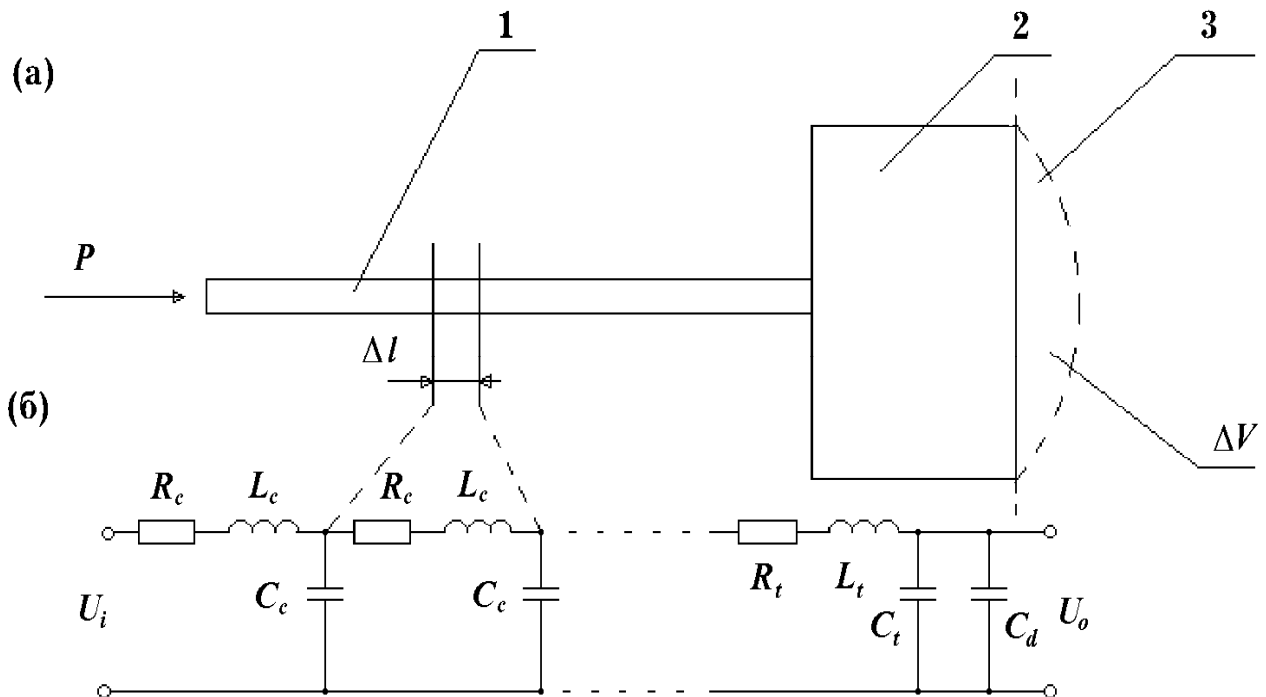 1 2 3
(а)
P
Δl
(б)
ΔV
R_c L_c R_c L_c
R_t L_t
U_i C_c C_c C_t C_d U_o